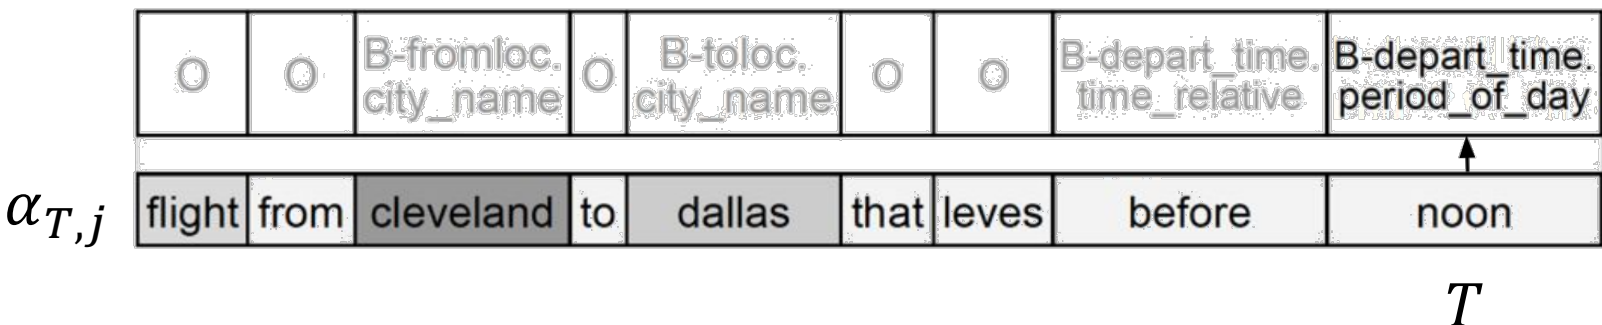 O O B-fromloc. city_name O B-toloc. city_name O O B-depart_time. time_relative B-depart_time. period_of_day
α_{T,j} flight from cleveland to dallas that leves before noon
T